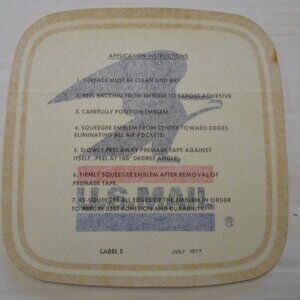 APPLICATION INSTRUCTIONS
1. SURFACE MUST BE CLEAN AND DRY.
2. PEEL BACKING FROM EMBLEM TO EXPOSE ADHESIVE.
3. CAREFULLY POSITION EMBLEM.
4. SQUEEGEE EMBLEM FROM CENTER TOWARD EDGES
ELIMINATING ALL AIR POCKETS.
5. SLOWLY PEEL AWAY PREMASK TAPE AGAINST
ITSELF. PEEL AT 180° DEGREE ANGLE.
6. FIRMLY SQUEEGEE EMBLEM AFTER REMOVAL OF
PREMASK TAPE.
U.S. MAIL
7. RE-SQUEEGEE ALL EDGES OF THE EMBLEM IN ORDER
TO ASSURE BEST ADHESION AND DURABILITY.
®
LABEL 5 JULY 1977